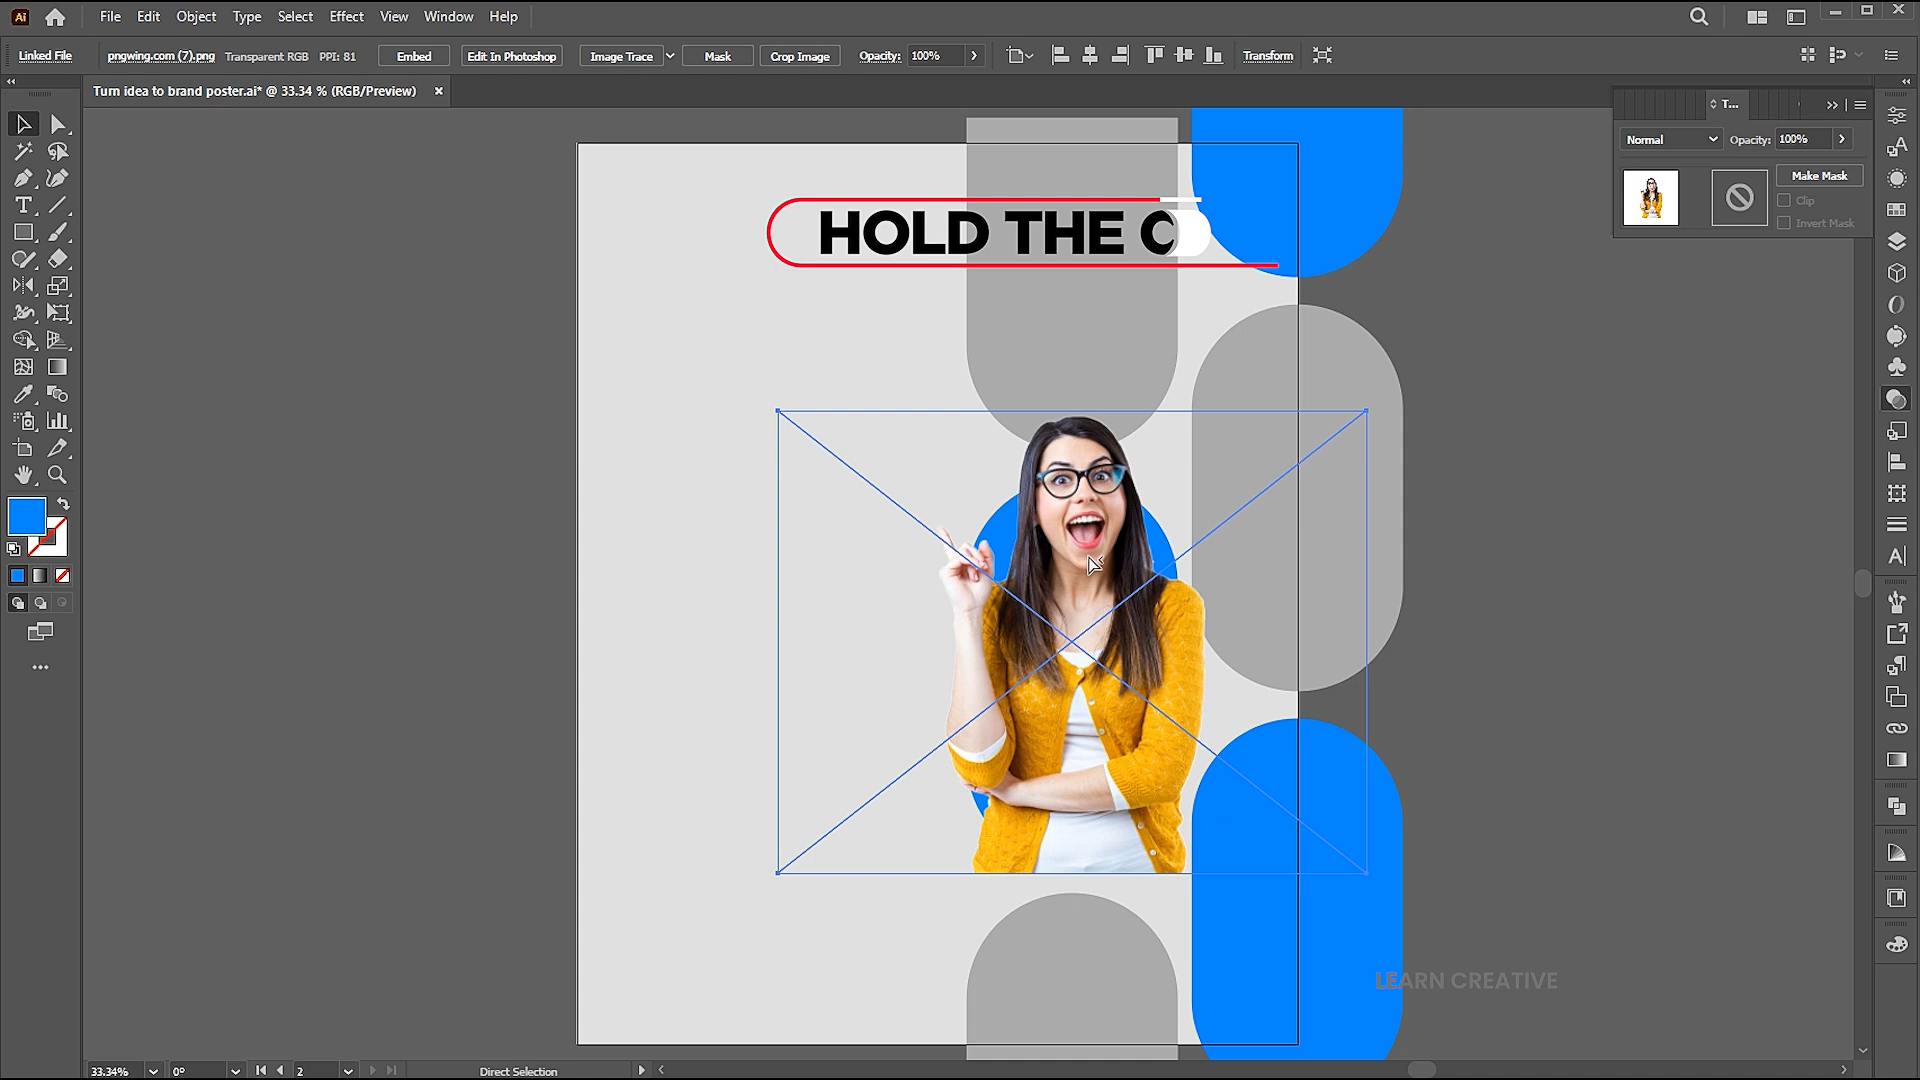 Ai File Edit Object Type Select Effect View Window Help
Linked File pngwing.com (7).png Transparent RGB PPI: 81 Embed Edit In Photoshop Image Trace Mask Crop Image Opacity: 100% Transform
Turn idea to brand poster.ai* @ 33.34 % (RGB/Preview) ×
T...
Normal Opacity: 100%
Make Mask
Clip
Invert Mask
HOLD THE C
LEARN CREATIVE
33.34% 0° 2 Direct Selection